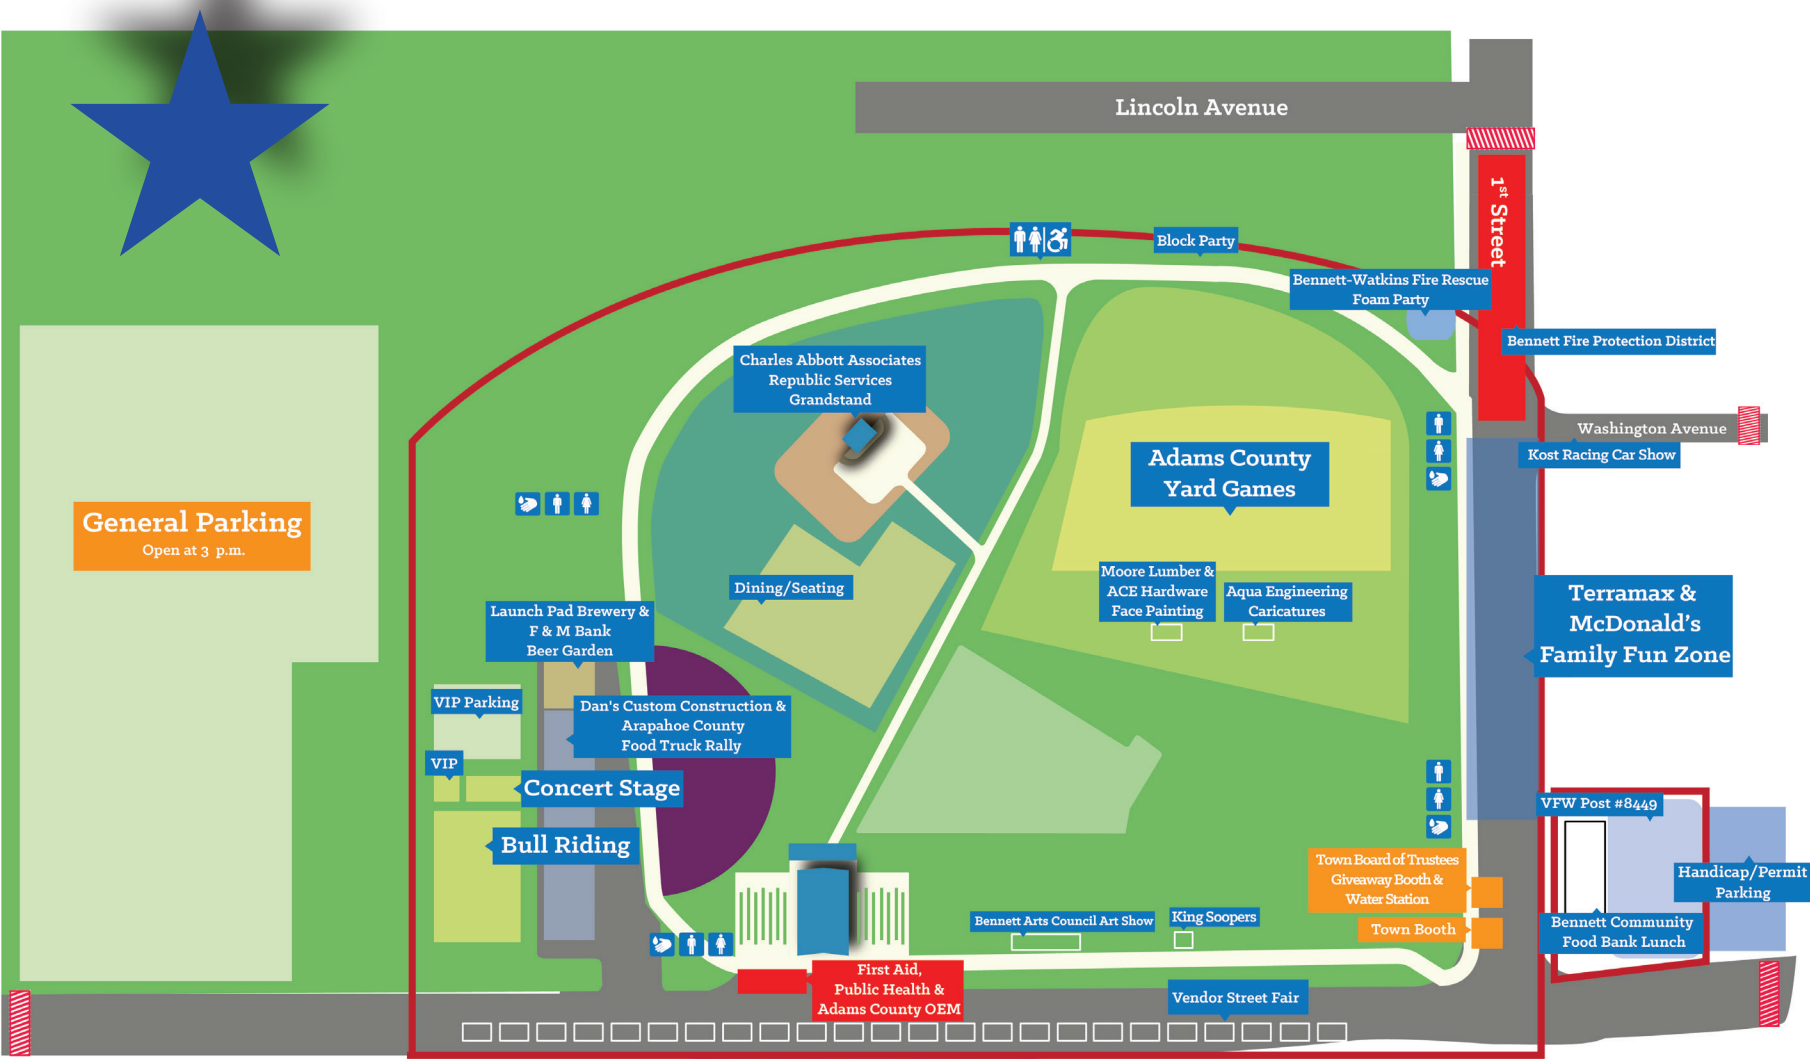 Lincoln Avenue
1st Street
Block Party
Bennett-Watkins Fire Rescue
Foam Party
Bennett Fire Protection District
Charles Abbott Associates
Republic Services
Grandstand
Washington Avenue
Kost Racing Car Show
Adams County
Yard Games
General Parking
Open at 3 p.m.
Dining/Seating
Moore Lumber &
ACE Hardware
Face Painting
Aqua Engineering
Caricatures
Terramax &
McDonald's
Family Fun Zone
Launch Pad Brewery &
F & M Bank
Beer Garden
VIP Parking
Dan's Custom Construction &
Arapahoe County
Food Truck Rally
VIP
Concert Stage
Bull Riding
VFW Post #8449
Town Board of Trustees
Giveaway Booth &
Water Station
Handicap/Permit
Parking
Bennett Arts Council Art Show
King Soopers
Town Booth
Bennett Community
Food Bank Lunch
First Aid,
Public Health &
Adams County OEM
Vendor Street Fair